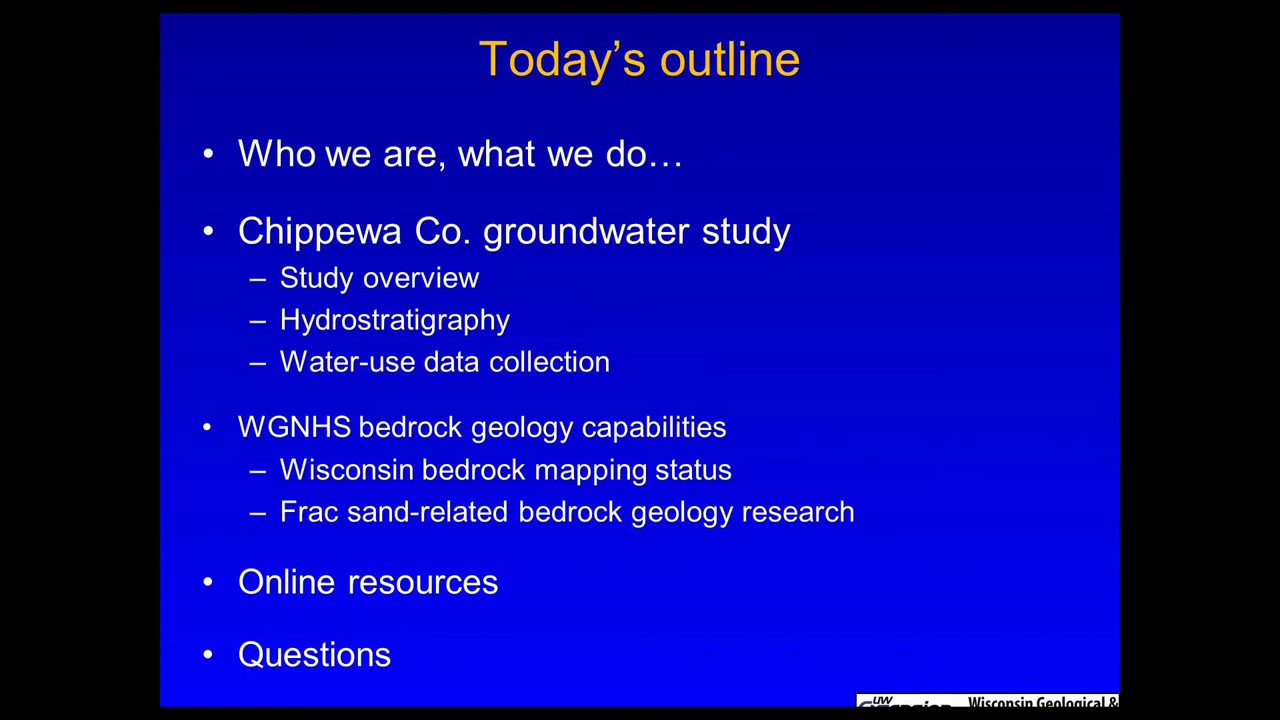 Today’s outline
• Who we are, what we do…
• Chippewa Co. groundwater study
– Study overview
– Hydrostratigraphy
– Water-use data collection
• WGNHS bedrock geology capabilities
– Wisconsin bedrock mapping status
– Frac sand-related bedrock geology research
• Online resources
• Questions
UW
Wisconsin Geological &